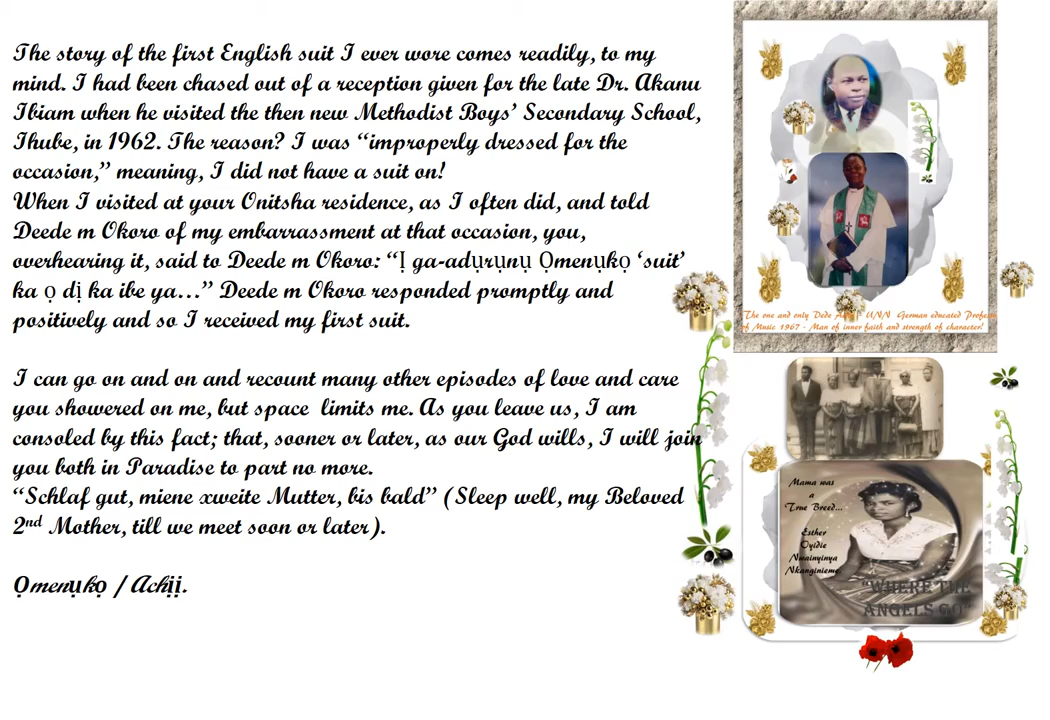 The story of the first English suit I ever wore comes readily, to my
mind. I had been chased out of a reception given for the late Dr. Akanu
Ibiam when he visited the then new Methodist Boys’ Secondary School,
Ihube, in 1962. The reason? I was “improperly dressed for the
occasion,” meaning, I did not have a suit on!
When I visited at your Onitsha residence, as I often did, and told
Deede m Okoro of my embarrassment at that occasion, you,
overhearing it, said to Deede m Okoro: “Ị ga-adụrụnụ Ọmenụkọ ‘suit’
ka ọ dị ka ibe ya…” Deede m Okoro responded promptly and
positively and so I received my first suit.
I can go on and on and recount many other episodes of love and care
you showered on me, but space limits me. As you leave us, I am
consoled by this fact; that, sooner or later, as our God wills, I will join
you both in Paradise to part no more.
“Schlaf gut, miene xweite Mutter, bis bald” (Sleep well, my Beloved
2nd Mother, till we meet soon or later).
Ọmenụkọ / Achịị.
The one and only Dede UNN German educated
of Music 1967 - Man of inner faith and strength of character!
Mama was
a
True Breed...
Esther
Oyidie
Nwainyinya
Nkanginieme.
“WHERE THE
ANGELS GO”